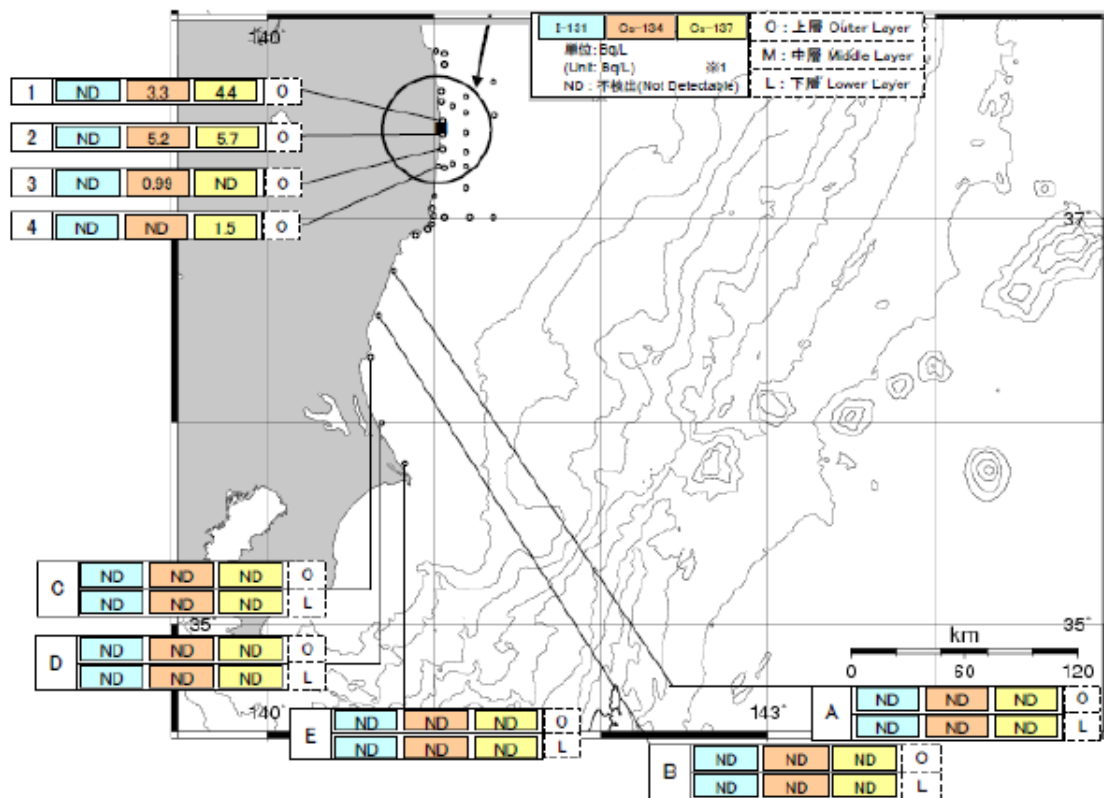 140°
I-131 Cs-134 Cs-137
単位: Bq/L
(Unit: Bq/L) ※1
ND : 不検出(Not Detectable)
O : 上層 Outer Layer
M : 中層 Middle Layer
L : 下層 Lower Layer
1 ND 3.3 4.4 O
2 ND 5.2 5.7 O
3 ND 0.99 ND O
4 ND ND 1.5 O
37°
C ND ND ND O
ND ND ND L
35°
35°
D ND ND ND O
ND ND ND L
km
0 60 120
140°
143°
A ND ND ND O
ND ND ND L
E ND ND ND O
ND ND ND L
B ND ND ND O
ND ND ND L